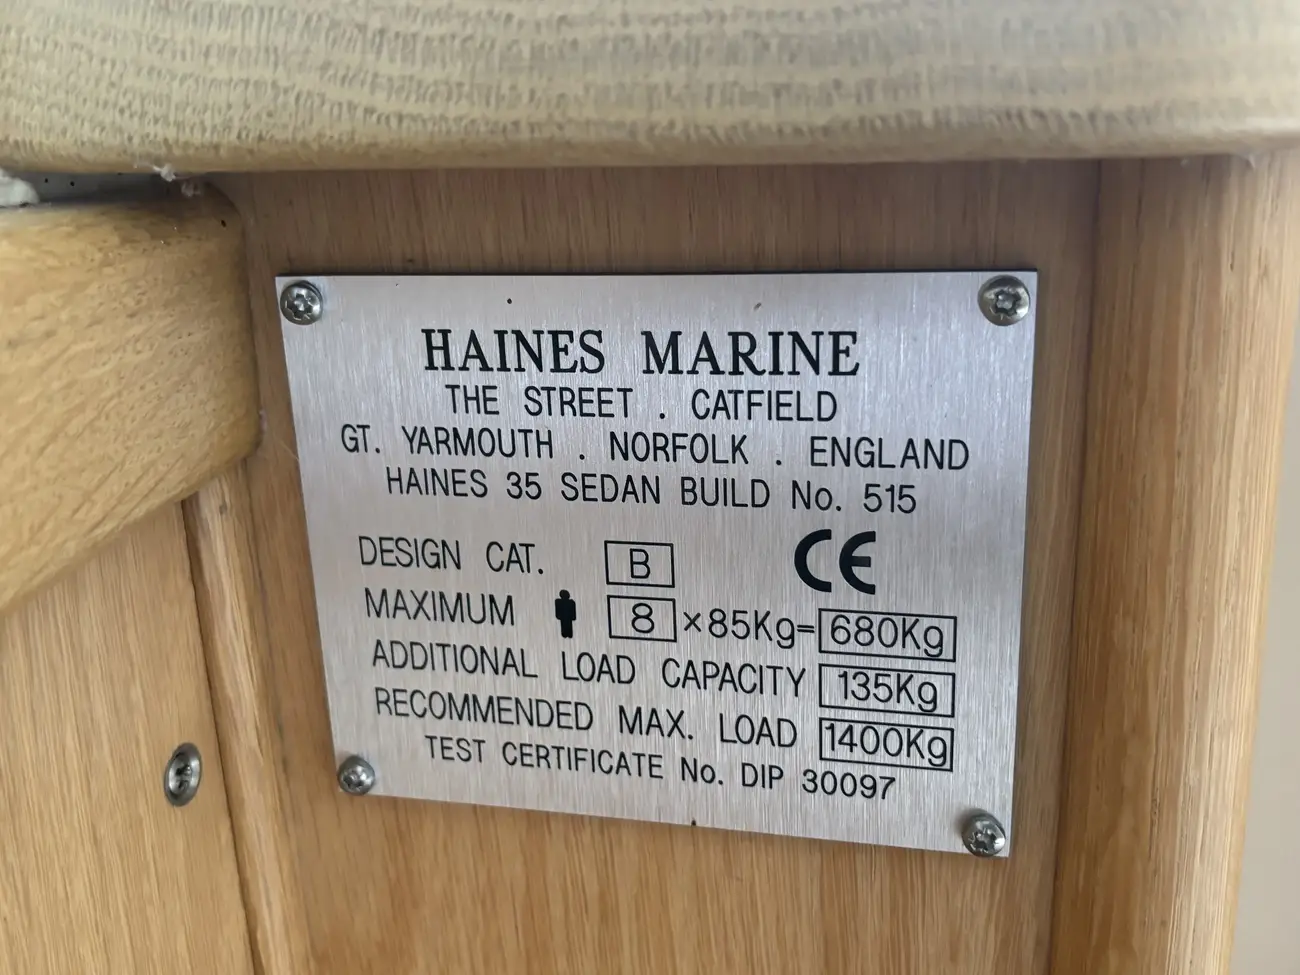 HAINES MARINE
THE STREET . CATFIELD
GT. YARMOUTH . NORFOLK . ENGLAND
HAINES 35 SEDAN BUILD No. 515
DESIGN CAT. B CE
MAXIMUM 8 ×85Kg= 680Kg
ADDITIONAL LOAD CAPACITY 135Kg
RECOMMENDED MAX. LOAD 1400Kg
TEST CERTIFICATE No. DIP 30097